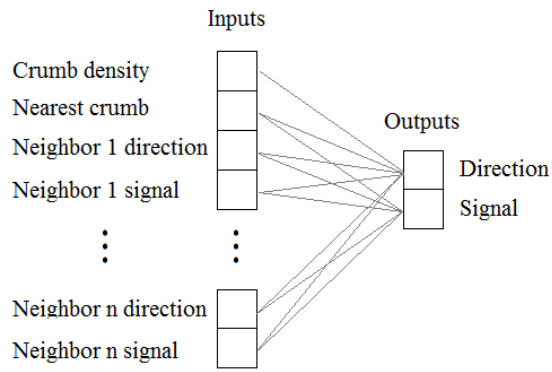 Inputs
Crumb density
Nearest crumb
Neighbor 1 direction
Neighbor 1 signal
Neighbor n direction
Neighbor n signal
Outputs
Direction
Signal